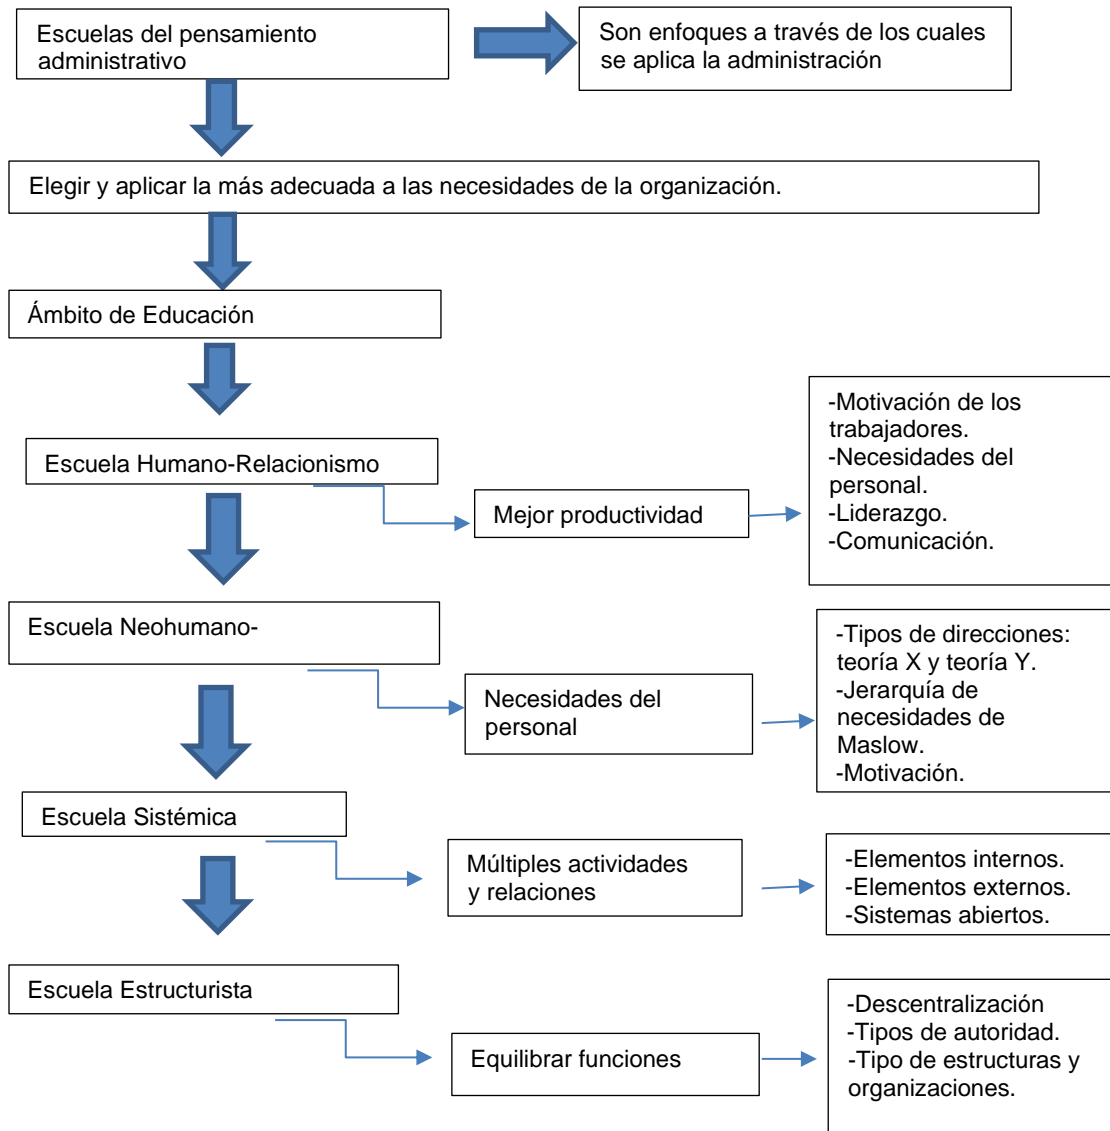 Escuelas del pensamiento
administrativo
Son enfoques a través de los cuales
se aplica la administración
Elegir y aplicar la más adecuada a las necesidades de la organización.
Ámbito de Educación
Escuela Humano-Relacionismo
Mejor productividad
-Motivación de los
trabajadores.
-Necesidades del
personal.
-Liderazgo.
-Comunicación.
Escuela Neohumano-
Necesidades del
personal
-Tipos de direcciones:
teoría X y teoría Y.
-Jerarquía de
necesidades de
Maslow.
-Motivación.
Escuela Sistémica
Múltiples actividades
y relaciones
-Elementos internos.
-Elementos externos.
-Sistemas abiertos.
Escuela Estructurista
Equilibrar funciones
-Descentralización
-Tipos de autoridad.
-Tipo de estructuras y
organizaciones.